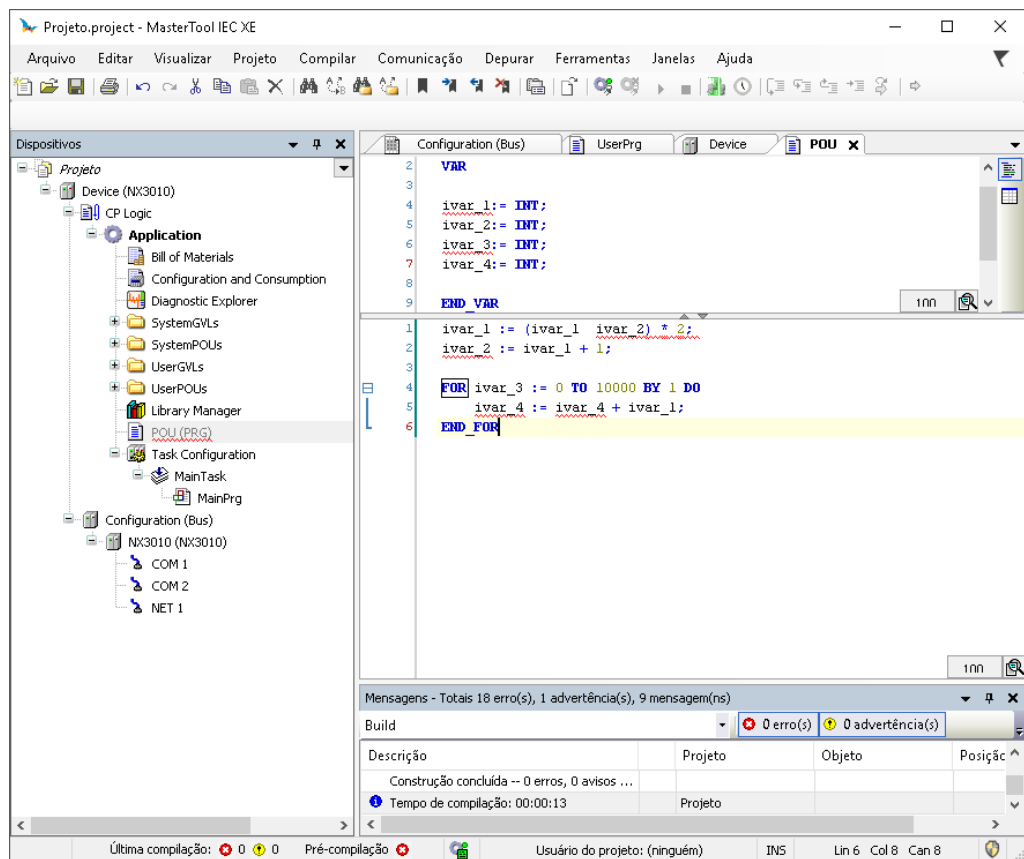 Projeto.project - MasterTool IEC XE
Arquivo Editar Visualizar Projeto Compilar Comunicação Depurar Ferramentas Janelas Ajuda
Dispositivos
Projeto
Device (NX3010)
CP Logic
Application
Bill of Materials
Configuration and Consumption
Diagnostic Explorer
SystemGVLs
SystemPOUs
UserGVLs
UserPOUs
Library Manager
POU (PRG)
Task Configuration
MainTask
MainPrg
Configuration (Bus)
NX3010 (NX3010)
COM 1
COM 2
NET 1
Configuration (Bus) UserPrg Device POU
2 VAR
3
4 ivar_1:= INT;
5 ivar_2:= INT;
6 ivar_3:= INT;
7 ivar_4:= INT;
8
9 END_VAR
100
1 ivar_1 := (ivar_1 ivar_2) * 2;
2 ivar_2 := ivar_1 + 1;
3
4 FOR ivar_3 := 0 TO 10000 BY 1 DO
5 ivar_4 := ivar_4 + ivar_1;
6 END_FOR
100
Mensagens - Totais 18 erro(s), 1 advertência(s), 9 mensagem(ns)
Build 0 erro(s) 0 advertência(s)
Descrição Projeto Objeto Posiçã
Construção concluída -- 0 erros, 0 avisos ...
Tempo de compilação: 00:00:13 Projeto
Última compilação: 0 0 Pré-compilação Usuário do projeto: (ninguém) INS Lin 6 Col 8 Can 8